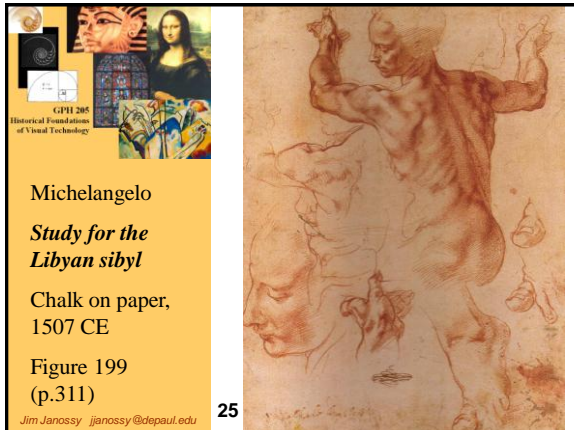 GPH 205
Historical Foundations
of Visual Technology
Michelangelo
Study for the
Libyan sibyl
Chalk on paper,
1507 CE
Figure 199
(p.311)
Jim Janossy jjanossy@depaul.edu
25